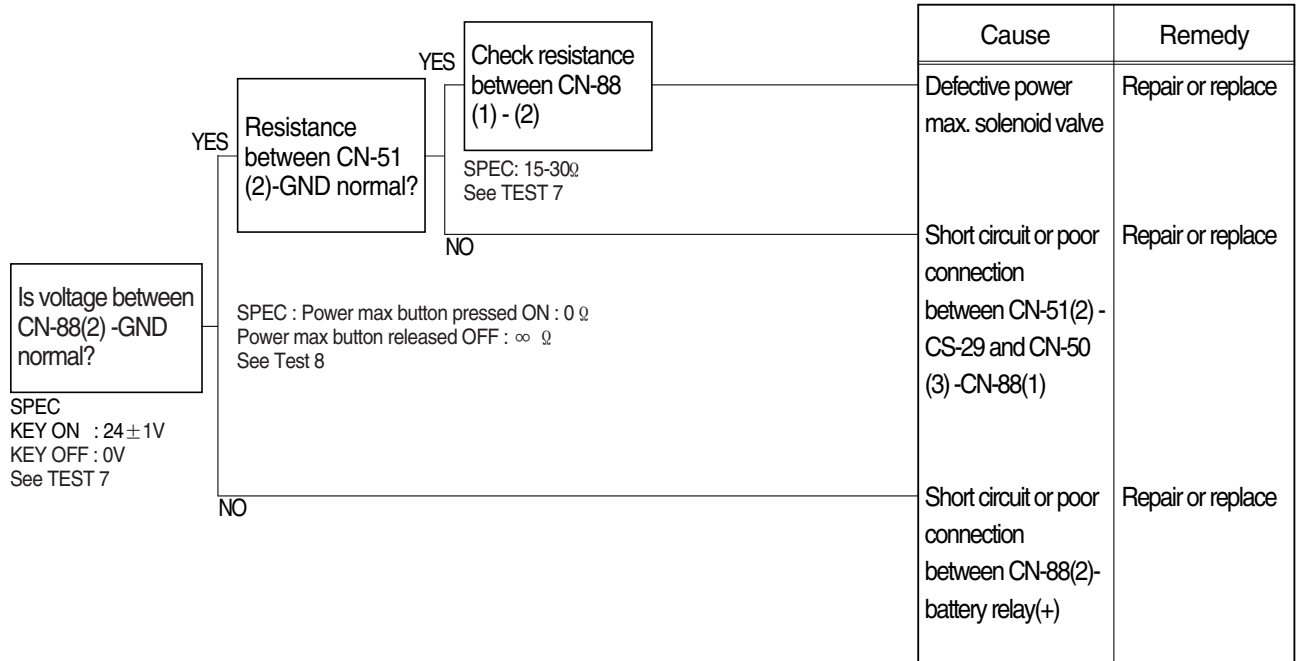 Cause
Remedy
YES
Check resistance
between CN-88
(1) - (2)
SPEC: 15-30Ω
See TEST 7
Defective power
max. solenoid valve
Repair or replace
YES
Resistance
between CN-51
(2)-GND normal?
NO
Short circuit or poor
connection
between CN-51(2) -
CS-29 and CN-50
(3) -CN-88(1)
Repair or replace
SPEC : Power max button pressed ON : 0 Ω
Power max button released OFF : ∞ Ω
See Test 8
Is voltage between
CN-88(2) -GND
normal?
SPEC
KEY ON : 24±1V
KEY OFF : 0V
See TEST 7
NO
Short circuit or poor
connection
between CN-88(2)-
battery relay(+)
Repair or replace